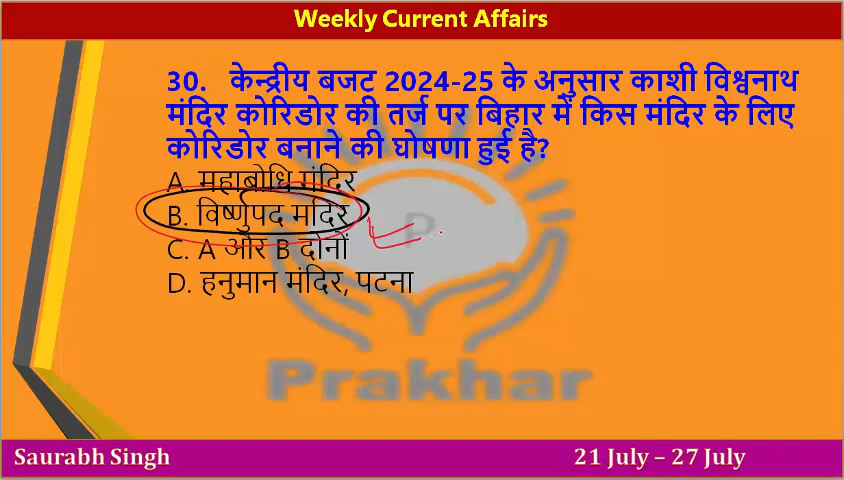 Weekly Current Affairs
30. केन्द्रीय बजट 2024-25 के अनुसार काशी विश्वनाथ
मंदिर कोरिडोर की तर्ज पर बिहार में किस मंदिर के लिए
कोरिडोर बनाने की घोषणा हुई है?
A. महाबोधि मंदिर
B. विष्णुपद मंदिर
C. A और B दोनों
D. हनुमान मंदिर, पटना
P
Prakhar
Saurabh Singh
21 July – 27 July